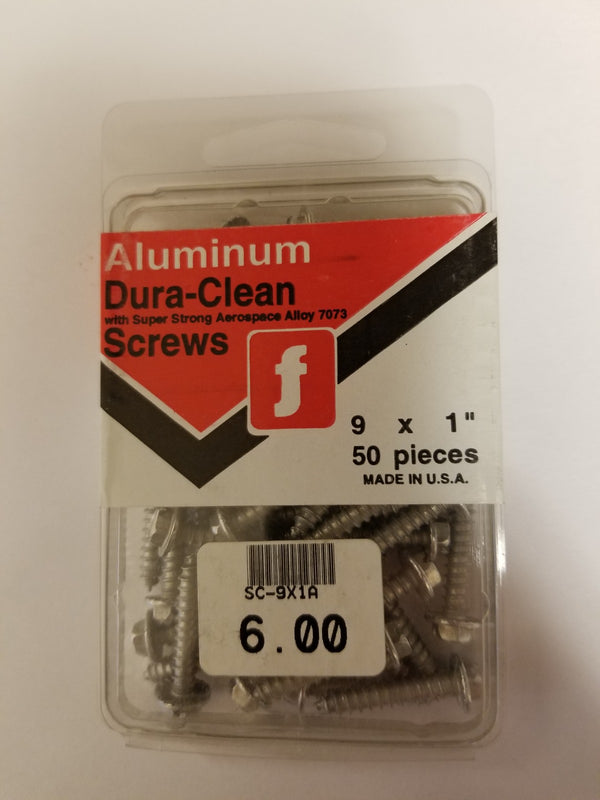 Aluminum
Dura-Clean
with Super Strong Aerospace Alloy 7073
Screws
f
9 x 1"
50 pieces
MADE IN U.S.A.
SC-9X1A
6.00